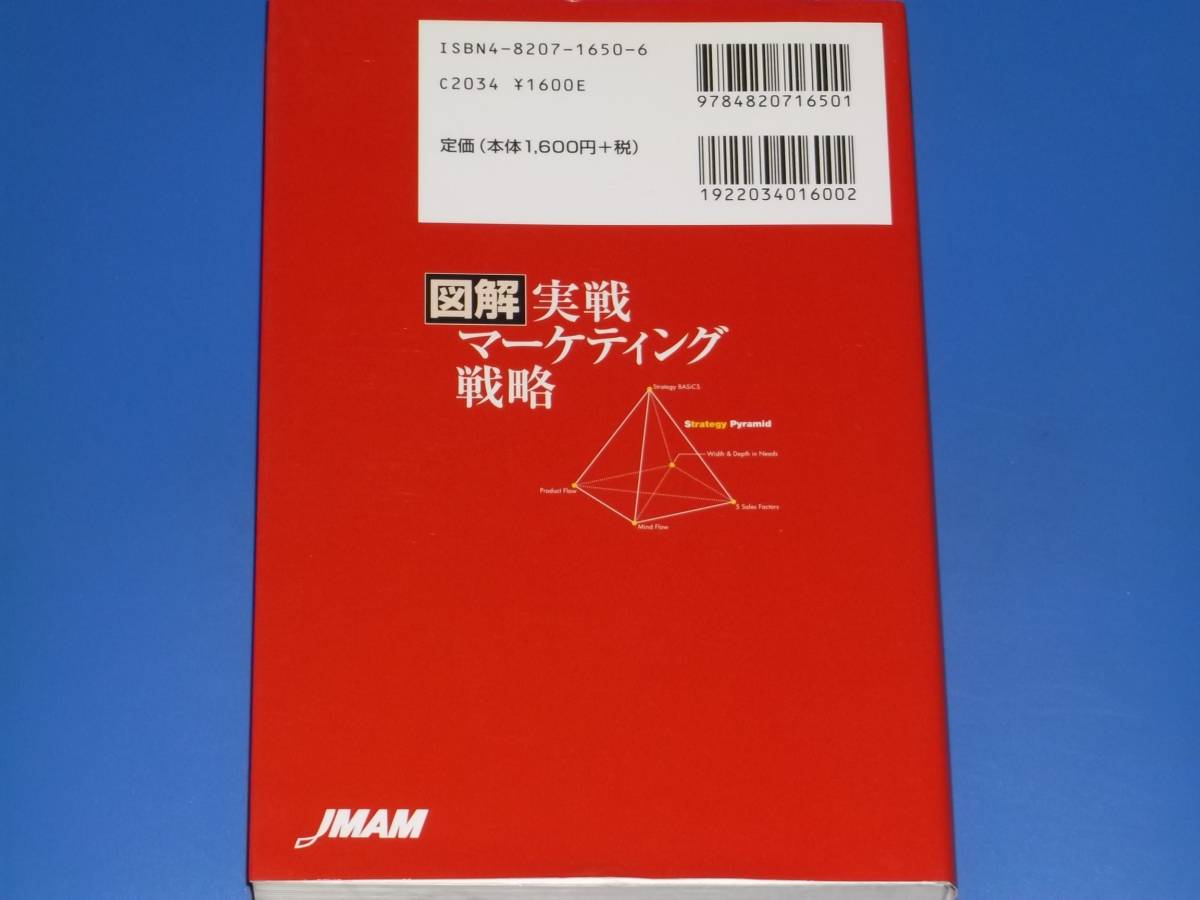 ISBN4-8207-1650-6
C2034 ¥1600E
9784820716501
定価(本体1,600円+税)
1922034016002
図解 実戦
マーケティング
戦略
Strategy BASiCS
Strategy Pyramid
Width & Depth in Needs
Product Flow
5 Sales Factory
Mind Flow
JMAM